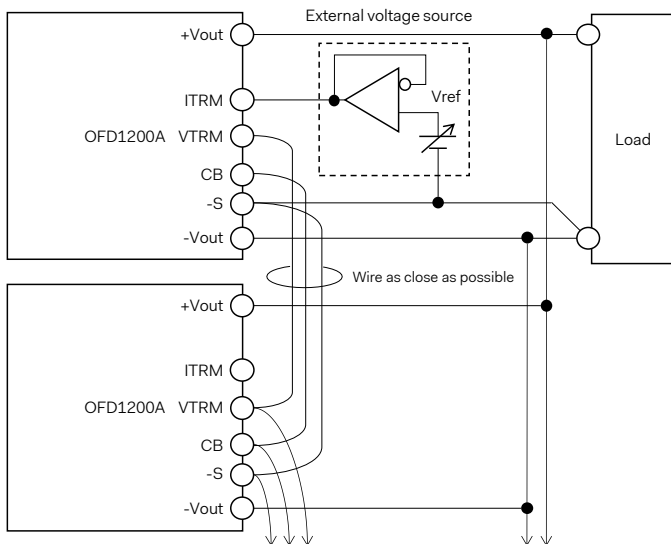 External voltage source
+Vout
ITRM
Vref
OFD1200A VTRM
Load
CB
-S
-Vout
Wire as close as possible
+Vout
ITRM
OFD1200A VTRM
CB
-S
-Vout